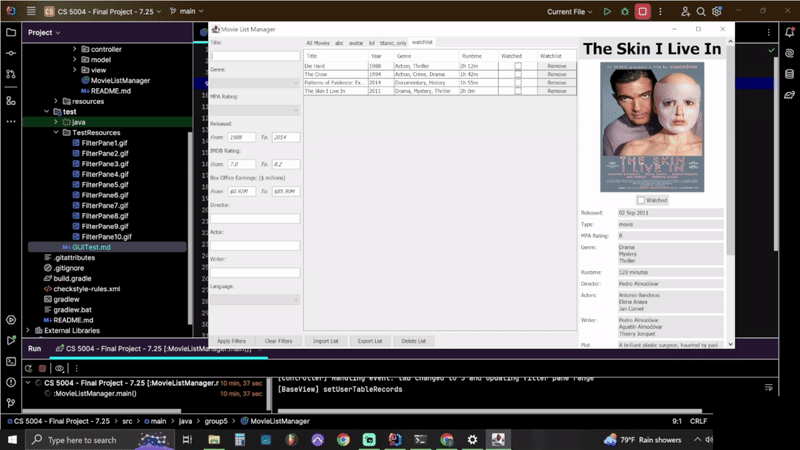 CS 5004 - Final Project - 7.25
main
Current File
Project
controller
model
view
MovieListManager
README.md
resources
test
java
TestResources
FilterPane1.gif
FilterPane2.gif
FilterPane3.gif
FilterPane4.gif
FilterPane5.gif
FilterPane6.gif
FilterPane7.gif
FilterPane8.gif
FilterPane9.gif
FilterPane10.gif
GUITest.md
.gitattributes
.gitignore
build.gradle
checkstyle-rules.xml
gradlew
gradlew.bat
README.md
External Libraries
Movie List Manager
Title:
Genre:
MPA Rating:
Released:
From 1988 To 2014
IMDB Rating:
From 7.0 To 8.2
Box Office Earnings: ($ millions)
From $0.92M To $85.90M
Director:
Actor:
Writer:
Language:
Apply Filters Clear Filters Import List Export List Delete List
All Movies abc avatar lol titanic_only watchlist
Title Year Genre Runtime Watched Watchlist
Die Hard 1988 Action, Thriller 2h 12m Remove
The Crow 1994 Action, Crime, Drama 1h 42m Remove
Patterns of Evidence: Ex... 2014 Documentary, History 1h 55m Remove
The Skin I Live In 2011 Drama, Mystery, Thriller 2h 0m Remove
The Skin I Live In
THE SKIN
I LIVE IN
Watched
Released: 02 Sep 2011
Type: movie
MPA Rating: R
Genre: Drama
Mystery
Thriller
Runtime: 120 minutes
Director: Pedro Almodóvar
Actors: Antonio Banderas
Elena Anaya
Jan Cornet
Writer: Pedro Almodóvar
Agustín Almodóvar
Thierry Jonquet
Plot: A brilliant plastic surgeon, haunted by past
Run CS 5004 - Final Project - 7.25 [:MovieListManager.main()]
CS 5004 - Final Project - 7.25 [:MovieListManager.r 10 min, 37 sec
:MovieListManager.main() 10 min, 37 sec
[Controller] Handling event: tab changed to 5 and updating filter pane range
[BaseView] setUserTableRecords
CS 5004 - Final Project - 7.25 > src > main > java > group5 > MovieListManager
9:1 CRLF
Type here to search
79°F Rain showers